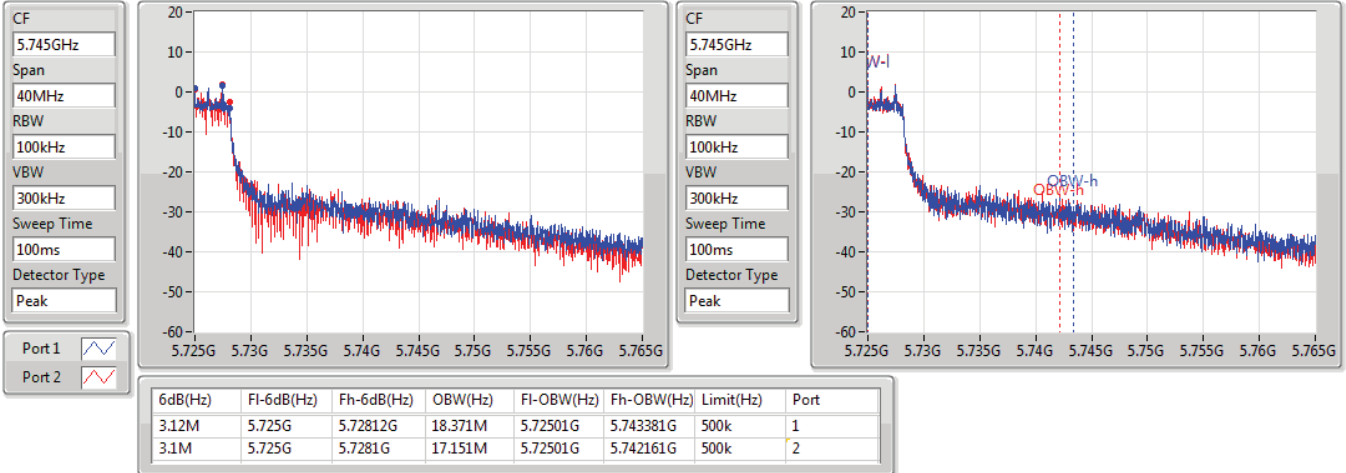 CF
5.745GHz
Span
40MHz
RBW
100kHz
VBW
300kHz
Sweep Time
100ms
Detector Type
Peak
Port 1
Port 2
20
10
0
-10
-20
-30
-40
-50
-60
5.725G 5.73G 5.735G 5.74G 5.745G 5.75G 5.755G 5.76G 5.765G
CF
5.745GHz
Span
40MHz
RBW
100kHz
VBW
300kHz
Sweep Time
100ms
Detector Type
Peak
20
10
0
-10
-20
-30
-40
-50
-60
W-l
OBW-h
OBW-h
5.725G 5.73G 5.735G 5.74G 5.745G 5.75G 5.755G 5.76G 5.765G
6dB(Hz) Fl-6dB(Hz) Fh-6dB(Hz) OBW(Hz) Fl-OBW(Hz) Fh-OBW(Hz) Limit(Hz) Port
3.12M 5.725G 5.72812G 18.371M 5.72501G 5.743381G 500k 1
3.1M 5.725G 5.7281G 17.151M 5.72501G 5.742161G 500k 2